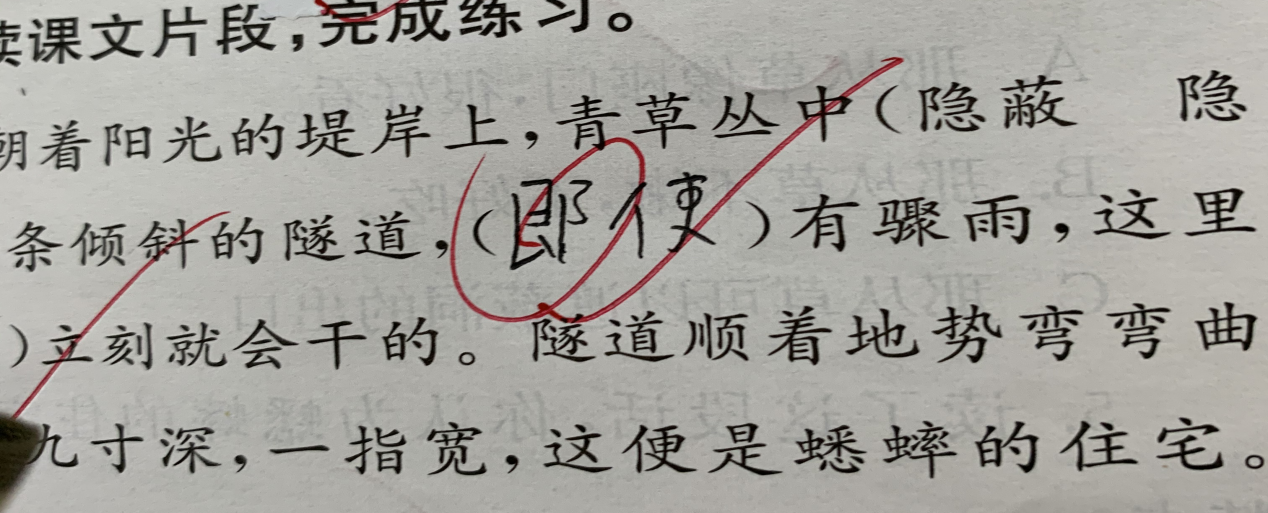 读课文片段,完成练习。
朝着阳光的堤岸上,青草丛中(隐蔽 隐
条倾斜的隧道,(即使)有骤雨,这里
)立刻就会干的。隧道顺着地势弯弯曲
九寸深,一指宽,这便是蟋蟀的住宅。